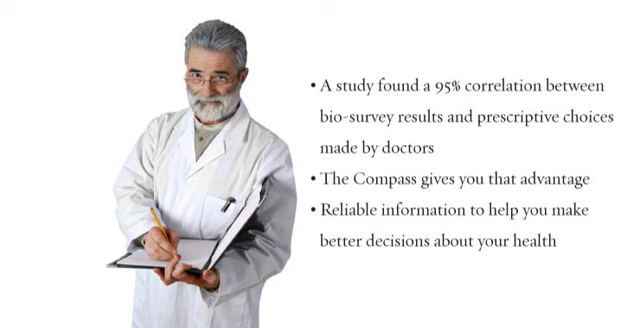 • A study found a 95% correlation between
bio-survey results and prescriptive choices
made by doctors
• The Compass gives you that advantage
• Reliable information to help you make
better decisions about your health